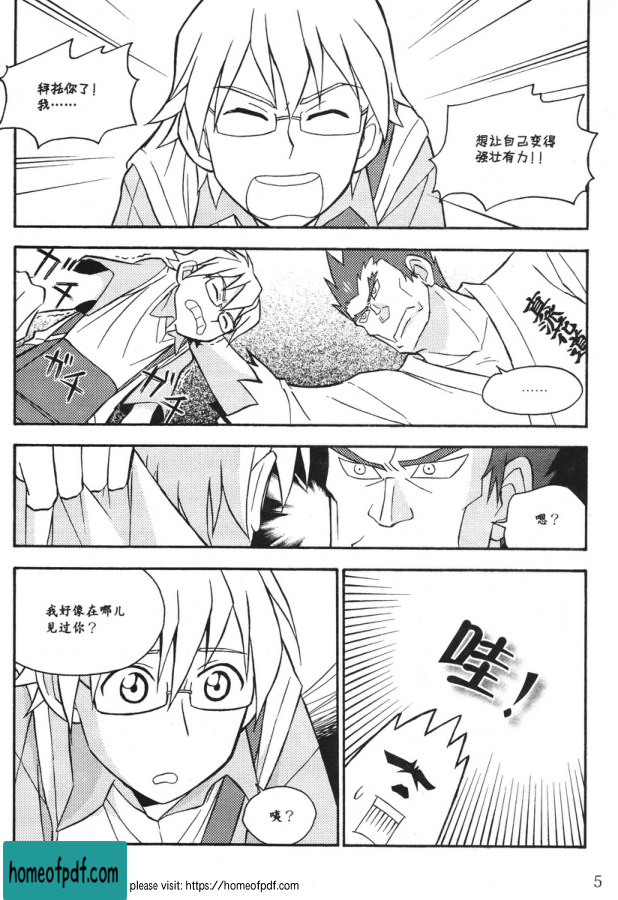 拜托你了!
我……
想让自己变得
强壮有力!!
ガガガ
ガチ
……
嗯?
我好像在哪儿
见过你?
咦?
哇!
homeofpdf.com
please visit: https://homeofpdf.com
5